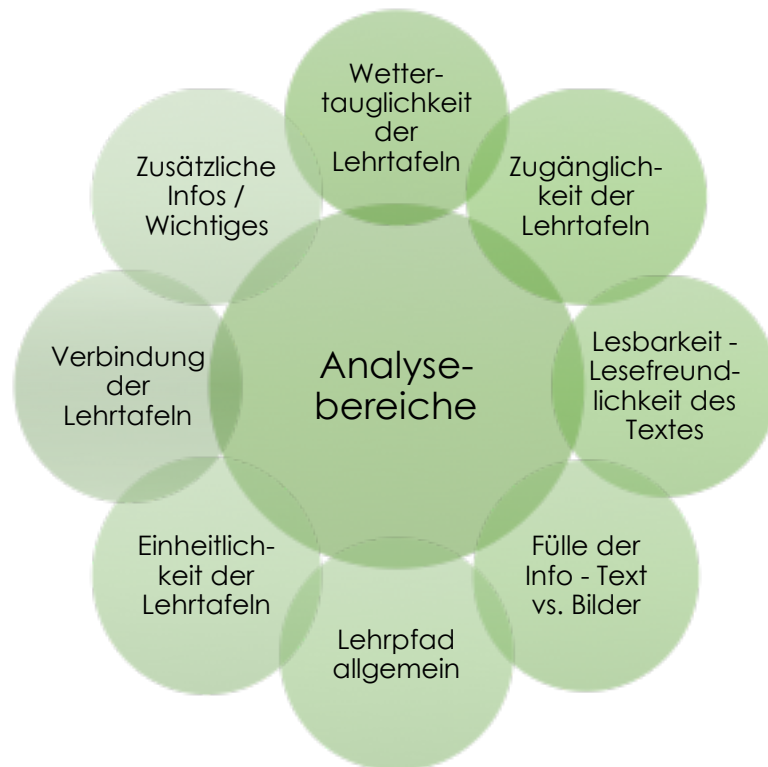 Wetter-
tauglichkeit
der
Lehrtafeln
Zugänglich-
keit der
Lehrtafeln
Lesbarkeit -
Lesefreund-
lichkeit des
Textes
Fülle der
Info - Text
vs. Bilder
Lehrpfad
allgemein
Einheitlich-
keit der
Lehrtafeln
Verbindung
der
Lehrtafeln
Zusätzliche
Infos /
Wichtiges
Analyse-
bereiche